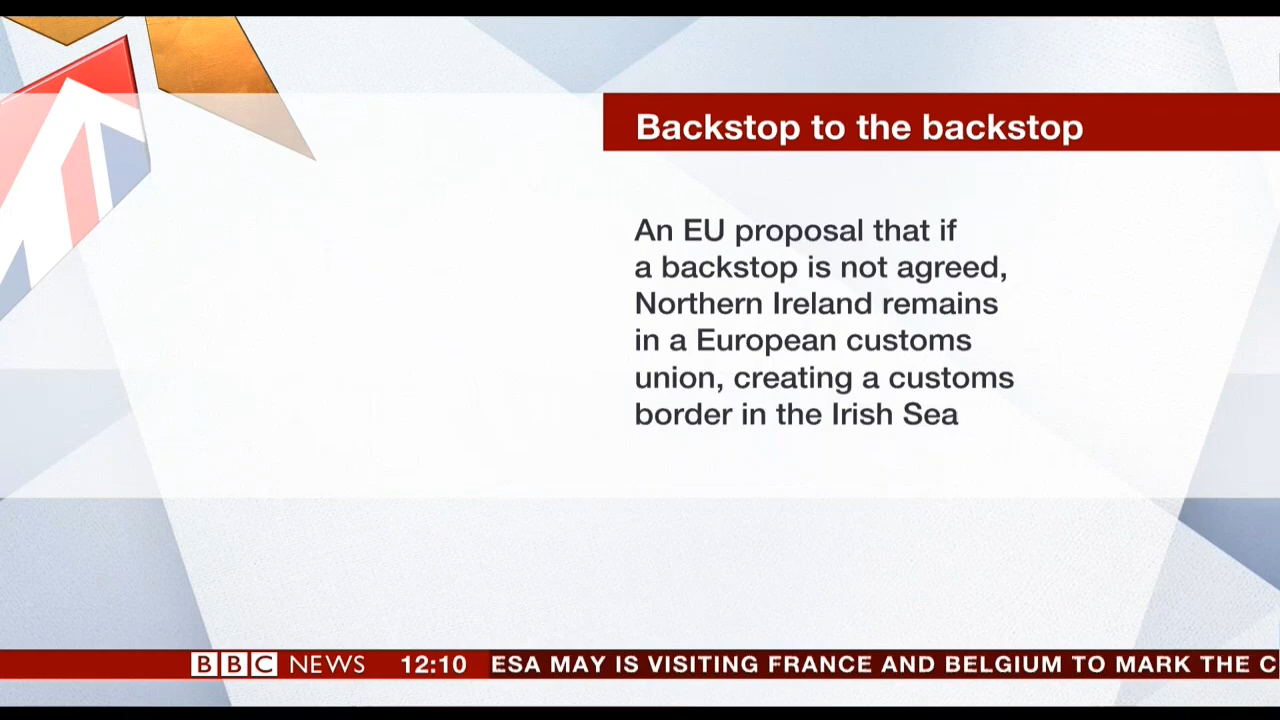 Backstop to the backstop
An EU proposal that if
a backstop is not agreed,
Northern Ireland remains
in a European customs
union, creating a customs
border in the Irish Sea
BBC NEWS 12:10 ESA MAY IS VISITING FRANCE AND BELGIUM TO MARK THE C